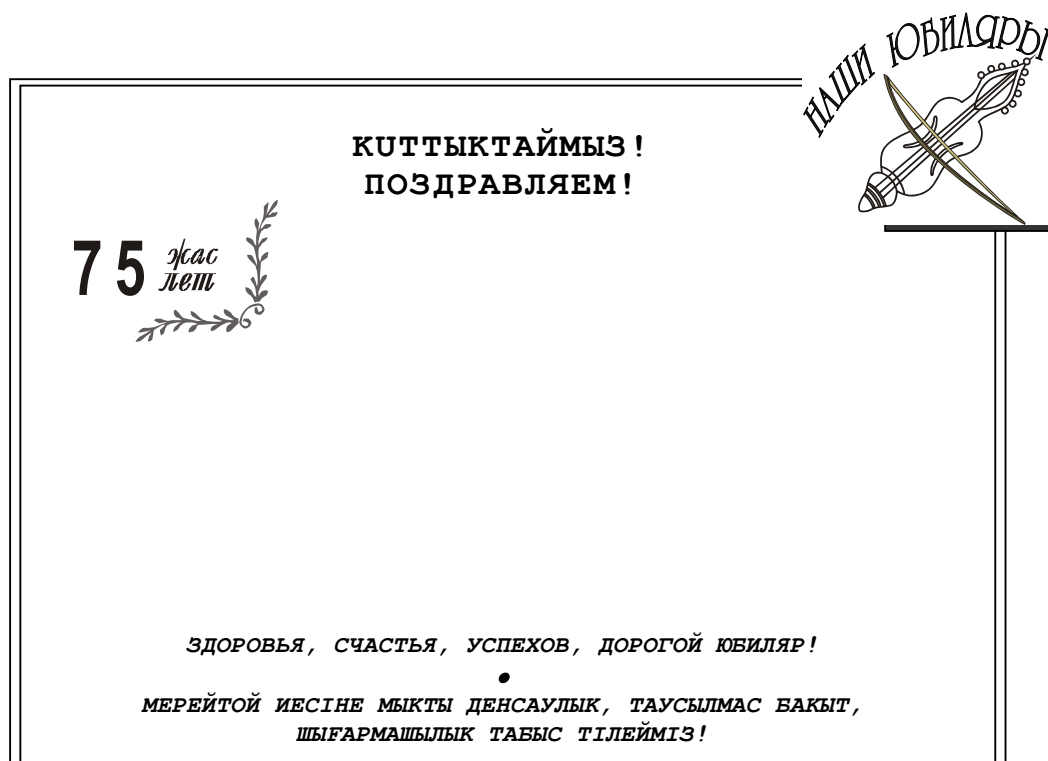 НАШИ ЮБИЛЯРЫ
КUТТЫКТАЙМЫЗ!
ПОЗДРАВЛЯЕМ!
75 жас
лет
ЗДОРОВЬЯ, СЧАСТЬЯ, УСПЕХОВ, ДОРОГОЙ ЮБИЛЯР!
•
МЕРЕЙТОЙ ИЕСІНЕ МЫКТЫ ДЕНСАУЛЫК, ТАУСЫЛМАС БАКЫТ,
ШЫҒАРМАШЫЛЫК ТАБЫС ТІЛЕЙМІЗ!